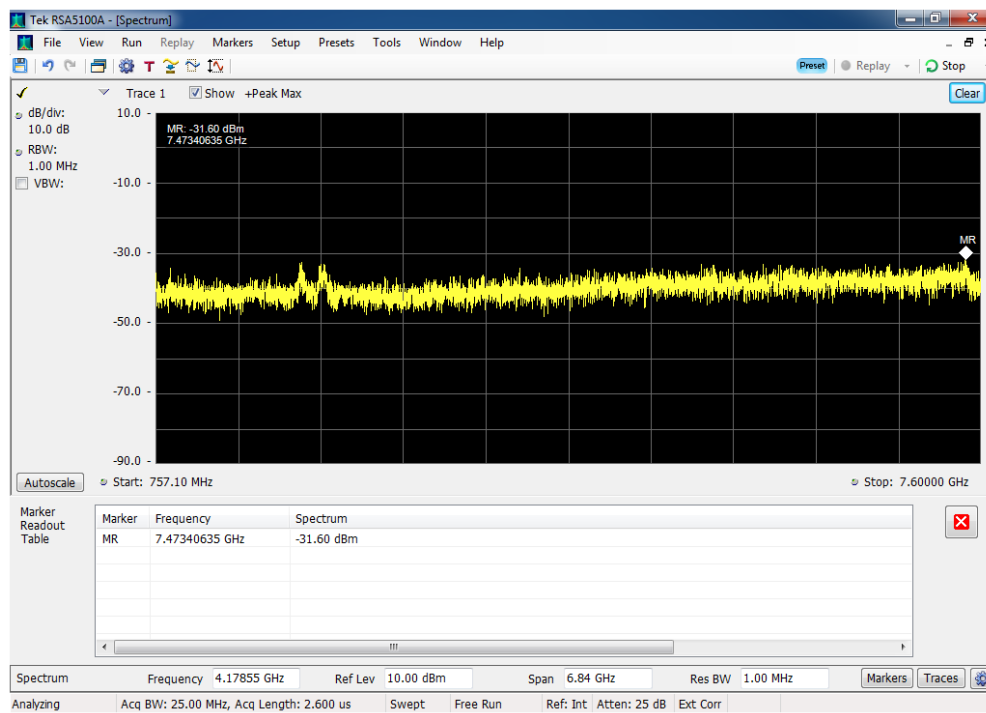 Tek RSA5100A - [Spectrum]
File View Run Replay Markers Setup Presets Tools Window Help
T Preset Replay Stop
Trace 1 Show +Peak Max Clear
dB/div:
10.0 dB
RBW:
1.00 MHz
VBW:
10.0
-10.0
-30.0
-50.0
-70.0
-90.0
MR: -31.60 dBm
7.47340635 GHz
MR
Autoscale Start: 757.10 MHz Stop: 7.60000 GHz
Marker
Readout
Table
Marker Frequency Spectrum
MR 7.47340635 GHz -31.60 dBm
Spectrum Frequency 4.17855 GHz Ref Lev 10.00 dBm Span 6.84 GHz Res BW 1.00 MHz Markers Traces
Analyzing Acq BW: 25.00 MHz, Acq Length: 2.600 us Swept Free Run Ref: Int Atten: 25 dB Ext Corr